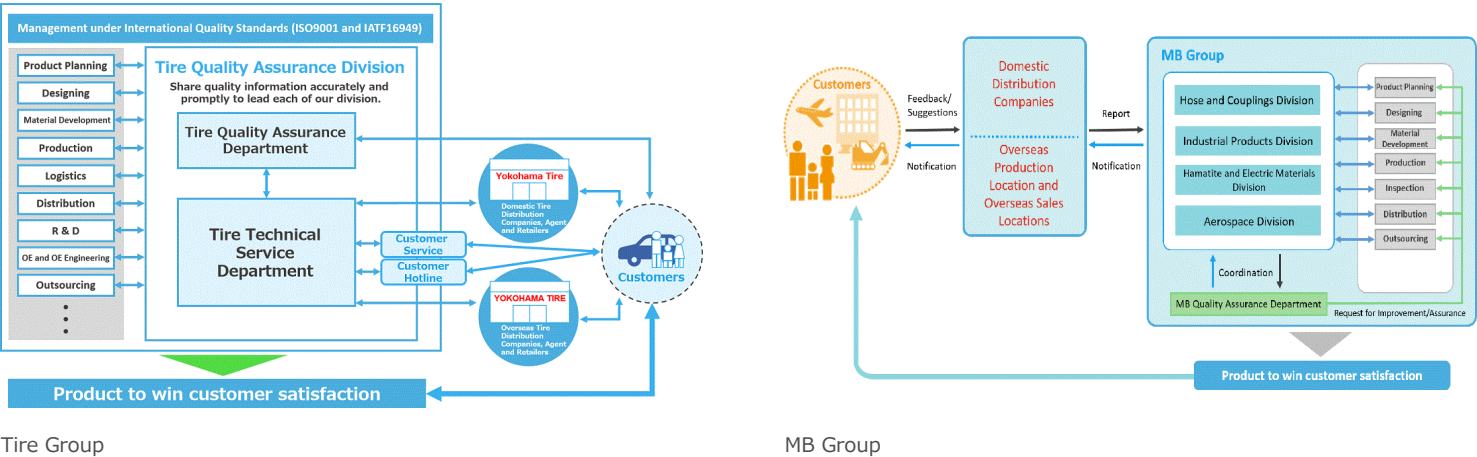 Management under International Quality Standards (ISO9001 and IATF16949)
Product Planning
Designing
Material Development
Production
Logistics
Distribution
R & D
OE and OE Engineering
Outsourcing
Tire Quality Assurance Division
Share quality information accurately and
promptly to lead each of our division.
Tire Quality Assurance
Department
Tire Technical
Service
Department
Customer
Service
Customer
Hotline
Yokohama Tire
Domestic Tire
Distribution
Companies, Agent
and Retailers
YOKOHAMA TIRE
Overseas Tire
Distribution
Companies, Agent
and Retailers
Customers
Product to win customer satisfaction
Tire Group
Customers
Feedback/
Suggestions
Notification
Domestic
Distribution
Companies
Overseas
Production
Location and
Overseas Sales
Locations
Report
Notification
MB Group
Hose and Couplings Division
Industrial Products Division
Hamatite and Electric Materials
Division
Aerospace Division
Product Planning
Designing
Material
Development
Production
Inspection
Distribution
Outsourcing
Coordination
MB Quality Assurance Department
Request for Improvement/Assurance
Product to win customer satisfaction
MB Group